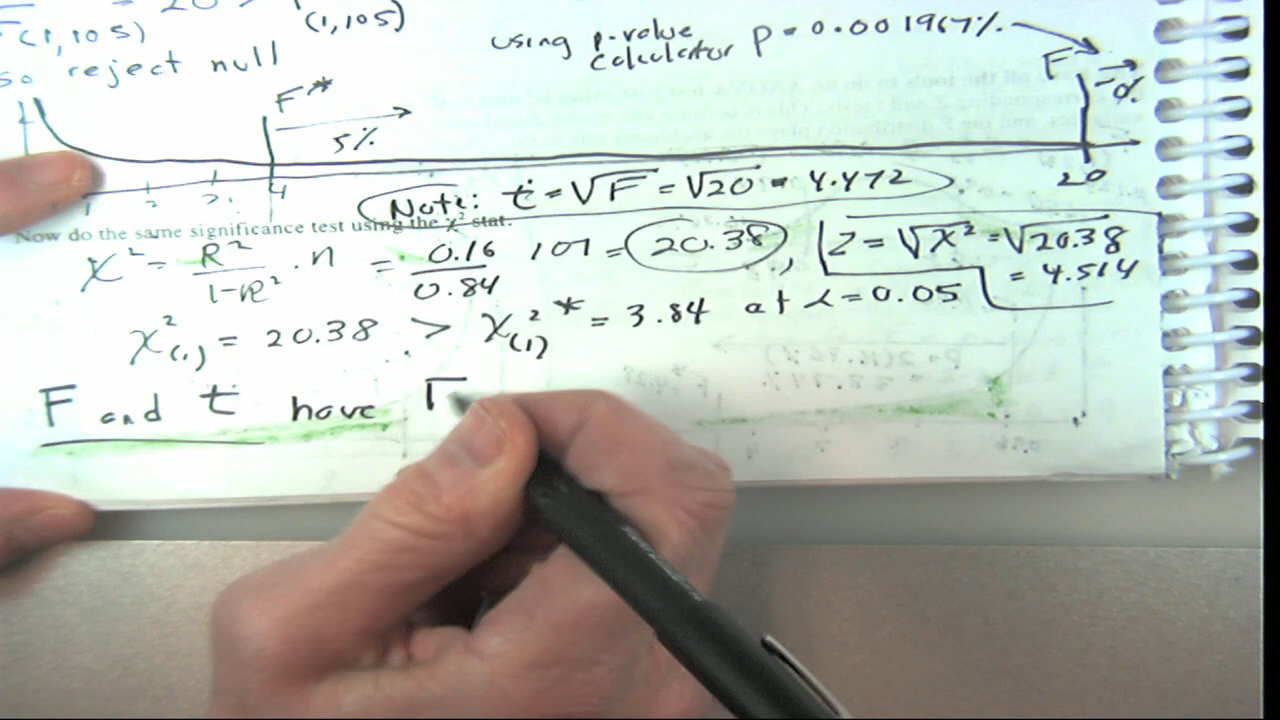 = 20 >
F(1,105) (1,105)
so reject null
using p-value calculator p = 0.001967%
F* 5%
F
4
20
Note: t = √F = √20 = 4.472
Now do the same significance test using the χ² stat.
χ² = R²/1-R² · n = 0.16/0.84 107 = 20.38, Z = √χ² = √20.38 = 4.514
χ²(1) = 20.38 > χ²*(1) = 3.84 at α = 0.05
F and t have